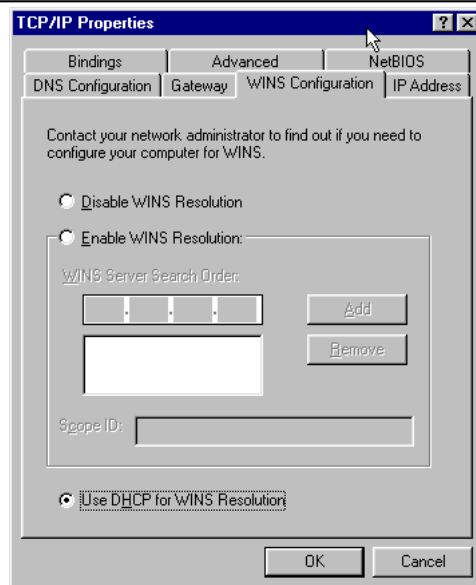 TCP/IP Properties
Bindings Advanced NetBIOS
DNS Configuration Gateway WINS Configuration IP Address
Contact your network administrator to find out if you need to
configure your computer for WINS.
Disable WINS Resolution
Enable WINS Resolution:
WINS Server Search Order:
Add
Remove
Scope ID:
Use DHCP for WINS Resolution
OK Cancel